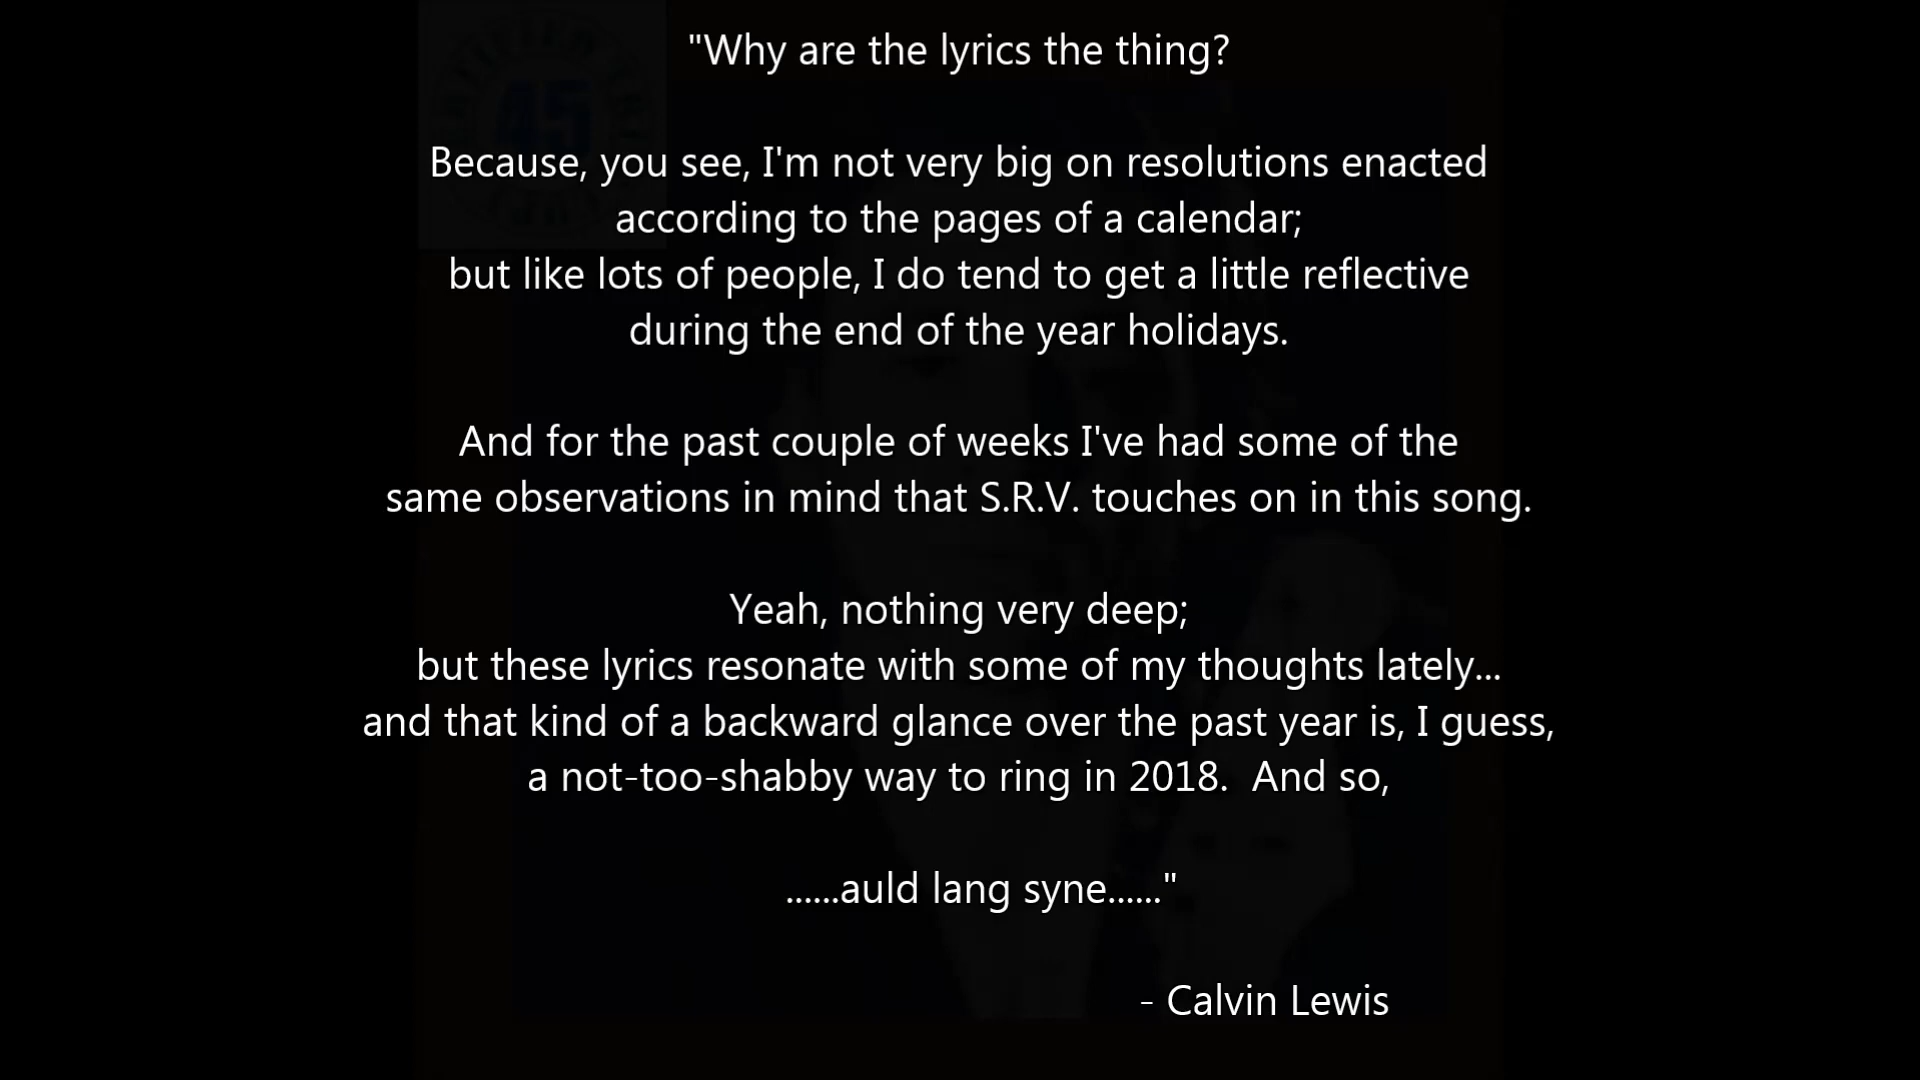 "Why are the lyrics the thing?
Because, you see, I'm not very big on resolutions enacted
according to the pages of a calendar;
but like lots of people, I do tend to get a little reflective
during the end of the year holidays.
And for the past couple of weeks I've had some of the
same observations in mind that S.R.V. touches on in this song.
Yeah, nothing very deep;
but these lyrics resonate with some of my thoughts lately...
and that kind of a backward glance over the past year is, I guess,
a not-too-shabby way to ring in 2018.  And so,
......auld lang syne......"
- Calvin Lewis
45